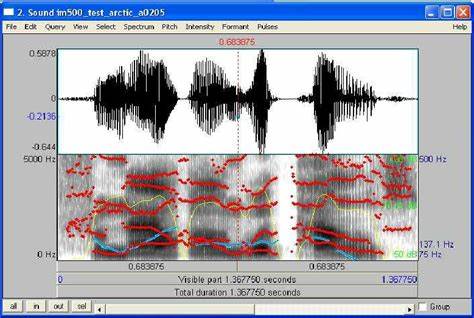 2. Sound im500_test_arctic_a0205
File Edit Query View Select Spectrum Pitch Intensity Formant Pulses Help
0.683875
0.5878
0
-0.2136
-0.644
5000 Hz
500 Hz
0 Hz
137.1 Hz
50 dB
75 Hz
0.683875 0.683875
0 Visible part 1.367750 seconds 1.367750
Total duration 1.367750 seconds
all in out sel Group